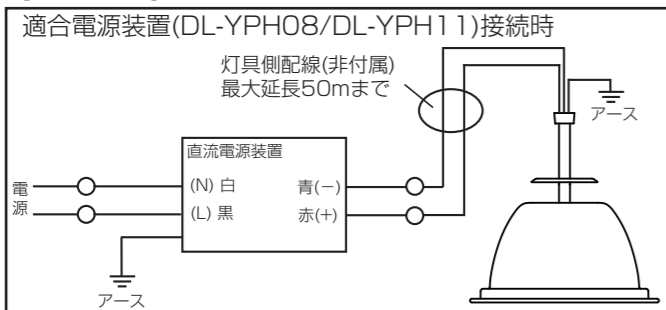 適合電源装置(DL-YPH08/DL-YPH11)接続時
灯具側配線(非付属)
最大延長50mまで
アース
直流電源装置
電源
(N) 白
青(−)
(L) 黒
赤(+)
アース